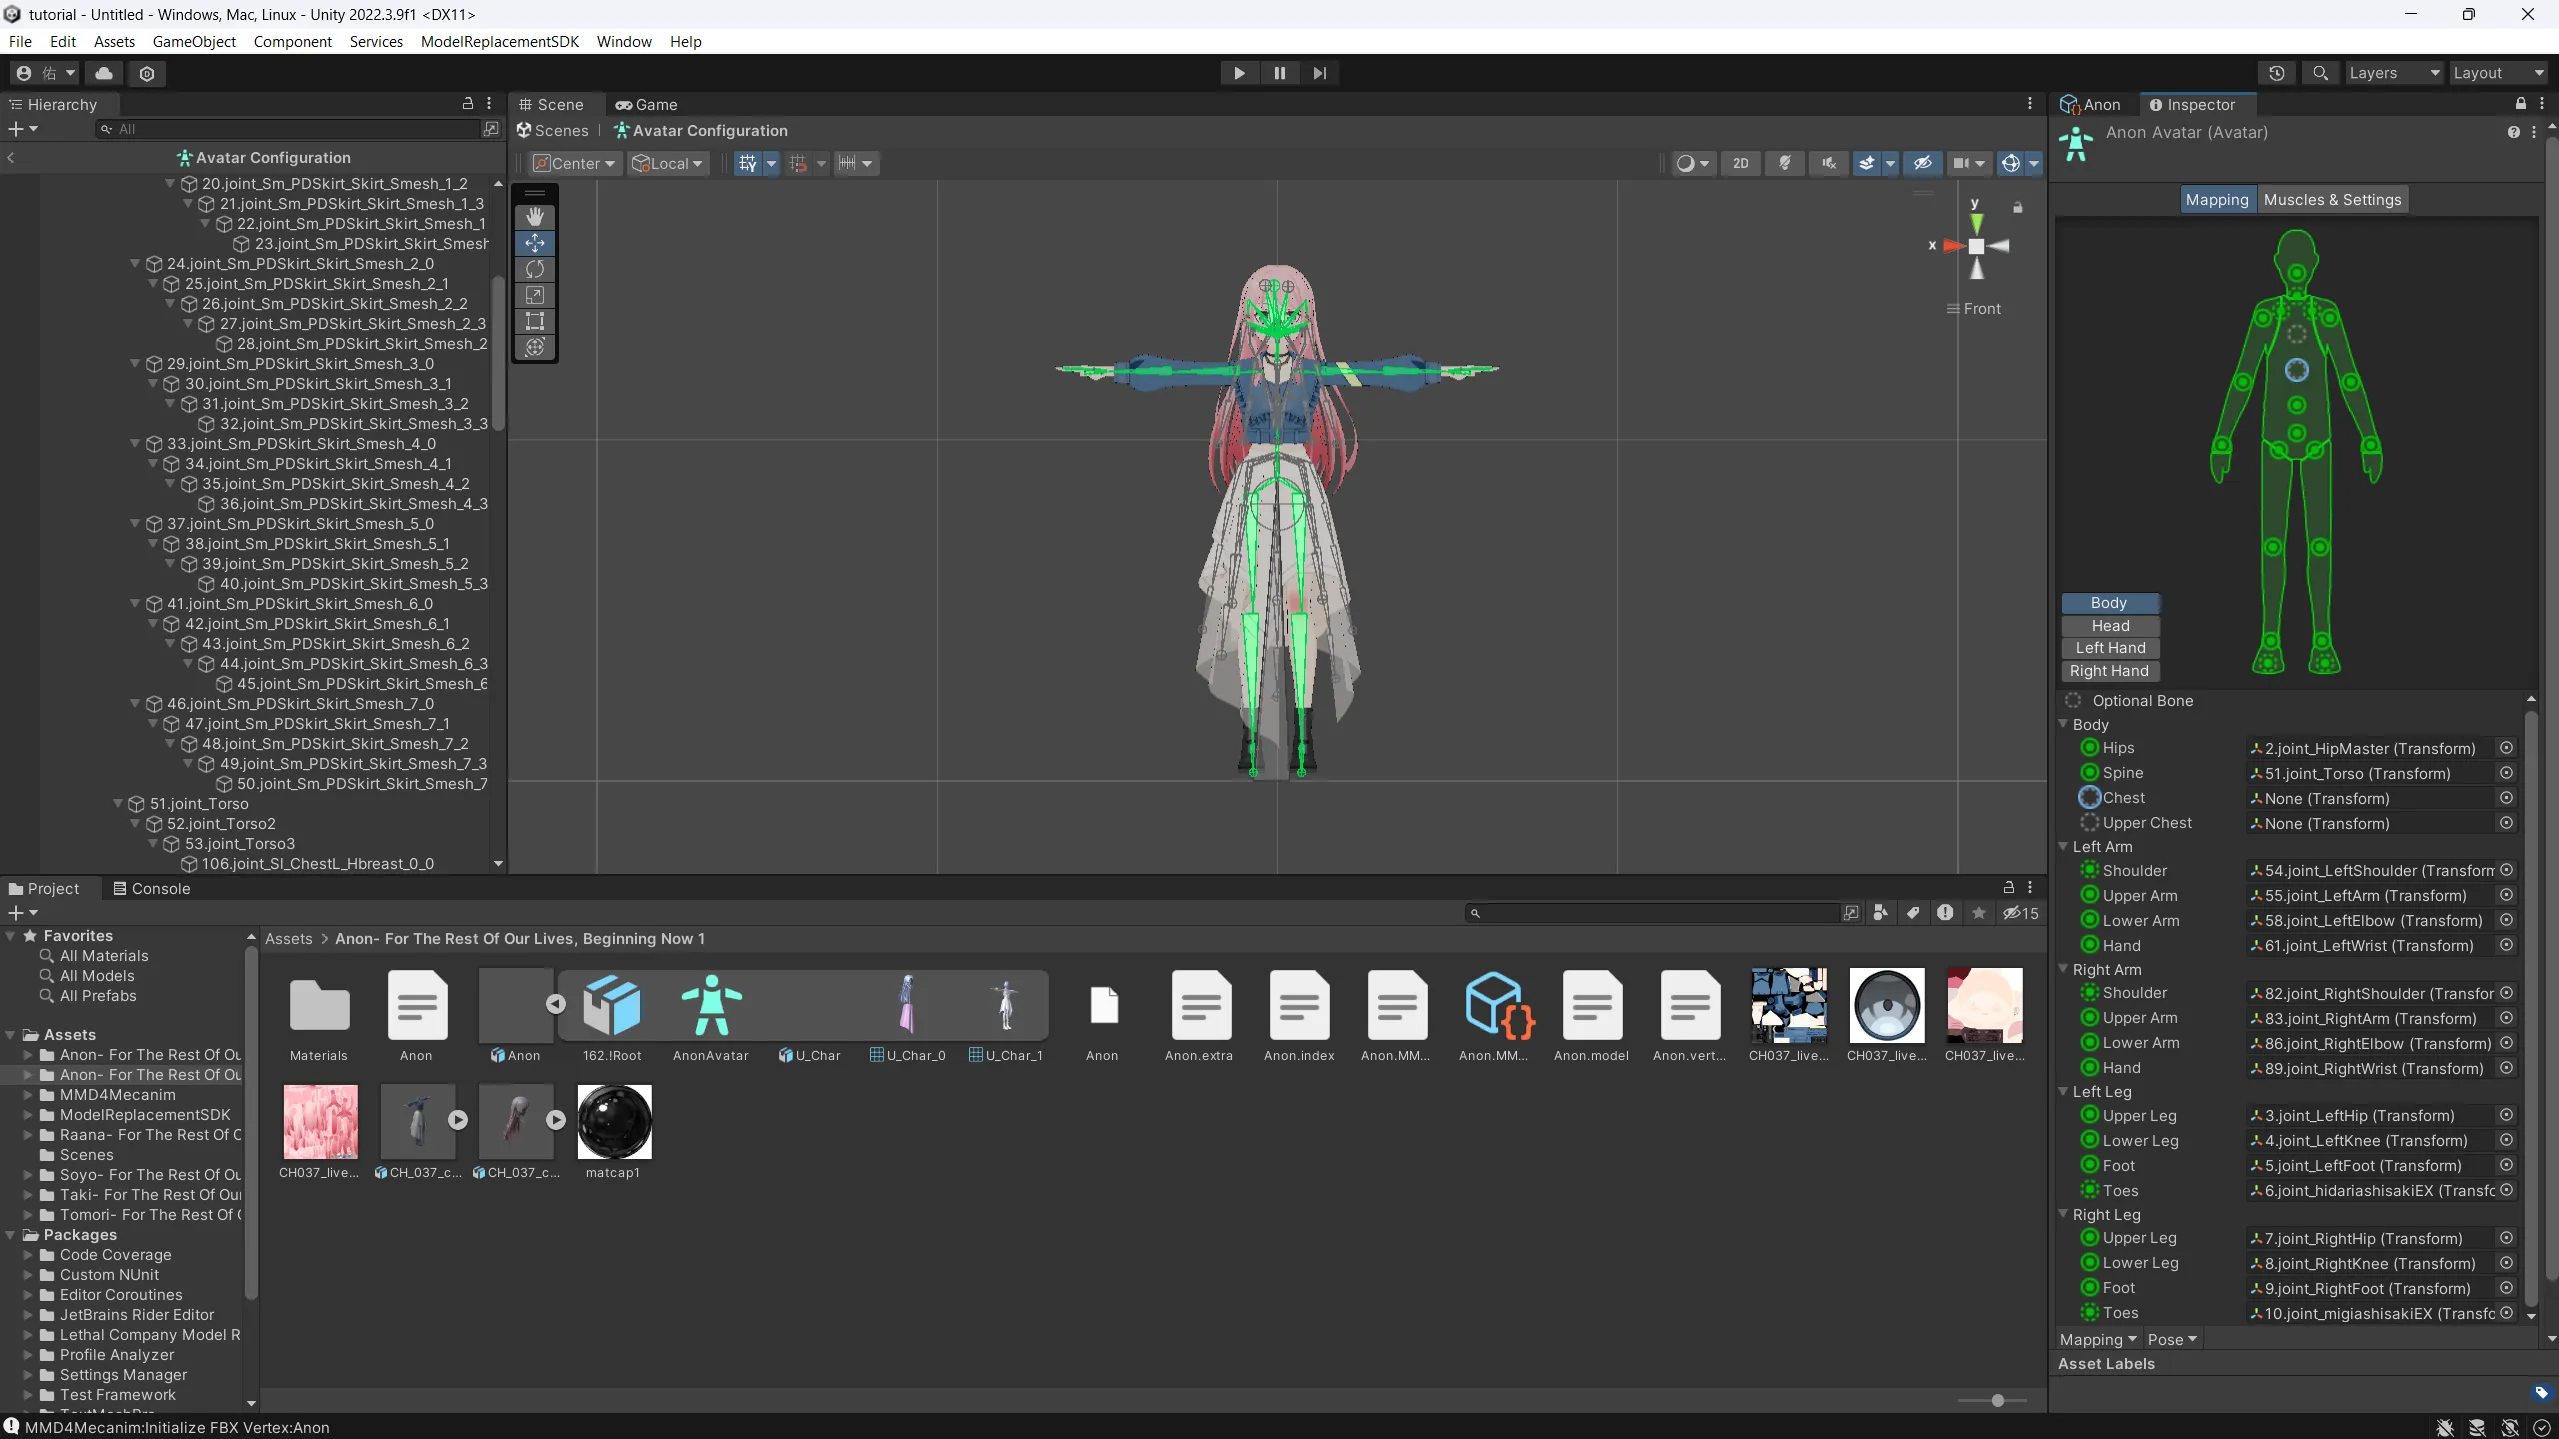 tutorial - Untitled - Windows, Mac, Linux - Unity 2022.3.9f1 <DX11>
File Edit Assets GameObject Component Services ModelReplacementSDK Window Help
佑
Layers Layout
Hierarchy
All
Avatar Configuration
20.joint_Sm_PDSkirt_Skirt_Smesh_1_2
21.joint_Sm_PDSkirt_Skirt_Smesh_1_3
22.joint_Sm_PDSkirt_Skirt_Smesh_1
23.joint_Sm_PDSkirt_Skirt_Smesh
24.joint_Sm_PDSkirt_Skirt_Smesh_2_0
25.joint_Sm_PDSkirt_Skirt_Smesh_2_1
26.joint_Sm_PDSkirt_Skirt_Smesh_2_2
27.joint_Sm_PDSkirt_Skirt_Smesh_2_3
28.joint_Sm_PDSkirt_Skirt_Smesh_2
29.joint_Sm_PDSkirt_Skirt_Smesh_3_0
30.joint_Sm_PDSkirt_Skirt_Smesh_3_1
31.joint_Sm_PDSkirt_Skirt_Smesh_3_2
32.joint_Sm_PDSkirt_Skirt_Smesh_3_3
33.joint_Sm_PDSkirt_Skirt_Smesh_4_0
34.joint_Sm_PDSkirt_Skirt_Smesh_4_1
35.joint_Sm_PDSkirt_Skirt_Smesh_4_2
36.joint_Sm_PDSkirt_Skirt_Smesh_4_3
37.joint_Sm_PDSkirt_Skirt_Smesh_5_0
38.joint_Sm_PDSkirt_Skirt_Smesh_5_1
39.joint_Sm_PDSkirt_Skirt_Smesh_5_2
40.joint_Sm_PDSkirt_Skirt_Smesh_5_3
41.joint_Sm_PDSkirt_Skirt_Smesh_6_0
42.joint_Sm_PDSkirt_Skirt_Smesh_6_1
43.joint_Sm_PDSkirt_Skirt_Smesh_6_2
44.joint_Sm_PDSkirt_Skirt_Smesh_6_3
45.joint_Sm_PDSkirt_Skirt_Smesh_6
46.joint_Sm_PDSkirt_Skirt_Smesh_7_0
47.joint_Sm_PDSkirt_Skirt_Smesh_7_1
48.joint_Sm_PDSkirt_Skirt_Smesh_7_2
49.joint_Sm_PDSkirt_Skirt_Smesh_7_3
50.joint_Sm_PDSkirt_Skirt_Smesh_7
51.joint_Torso
52.joint_Torso2
53.joint_Torso3
106.joint_Sl_ChestL_Hbreast_0_0
Scene Game
Scenes Avatar Configuration
Center Local 2D
y
x
Front
Anon Inspector
Anon Avatar (Avatar)
Mapping Muscles & Settings
Body
Head
Left Hand
Right Hand
Optional Bone
Body
Hips 2.joint_HipMaster (Transform)
Spine 51.joint_Torso (Transform)
Chest None (Transform)
Upper Chest None (Transform)
Left Arm
Shoulder 54.joint_LeftShoulder (Transform
Upper Arm 55.joint_LeftArm (Transform)
Lower Arm 58.joint_LeftElbow (Transform)
Hand 61.joint_LeftWrist (Transform)
Right Arm
Shoulder 82.joint_RightShoulder (Transfor
Upper Arm 83.joint_RightArm (Transform)
Lower Arm 86.joint_RightElbow (Transform)
Hand 89.joint_RightWrist (Transform)
Left Leg
Upper Leg 3.joint_LeftHip (Transform)
Lower Leg 4.joint_LeftKnee (Transform)
Foot 5.joint_LeftFoot (Transform)
Toes 6.joint_hidariashisakiEX (Transfo
Right Leg
Upper Leg 7.joint_RightHip (Transform)
Lower Leg 8.joint_RightKnee (Transform)
Foot 9.joint_RightFoot (Transform)
Toes 10.joint_migiashisakiEX (Transfo
Mapping Pose
Asset Labels
Project Console
15
Favorites
All Materials
All Models
All Prefabs
Assets
Anon- For The Rest Of Ou
Anon- For The Rest Of Ou
MMD4Mecanim
ModelReplacementSDK
Raana- For The Rest Of O
Scenes
Soyo- For The Rest Of Ou
Taki- For The Rest Of Our
Tomori- For The Rest Of
Packages
Code Coverage
Custom NUnit
Editor Coroutines
JetBrains Rider Editor
Lethal Company Model R
Profile Analyzer
Settings Manager
Test Framework
Assets > Anon- For The Rest Of Our Lives, Beginning Now 1
Materials Anon Anon 162.!Root AnonAvatar U_Char U_Char_0 U_Char_1 Anon Anon.extra Anon.index Anon.MM... Anon.MM... Anon.model Anon.vert... CH037_live... CH037_live... CH037_live...
CH037_live... CH_037_c... CH_037_c... matcap1
MMD4Mecanim:Initialize FBX Vertex:Anon